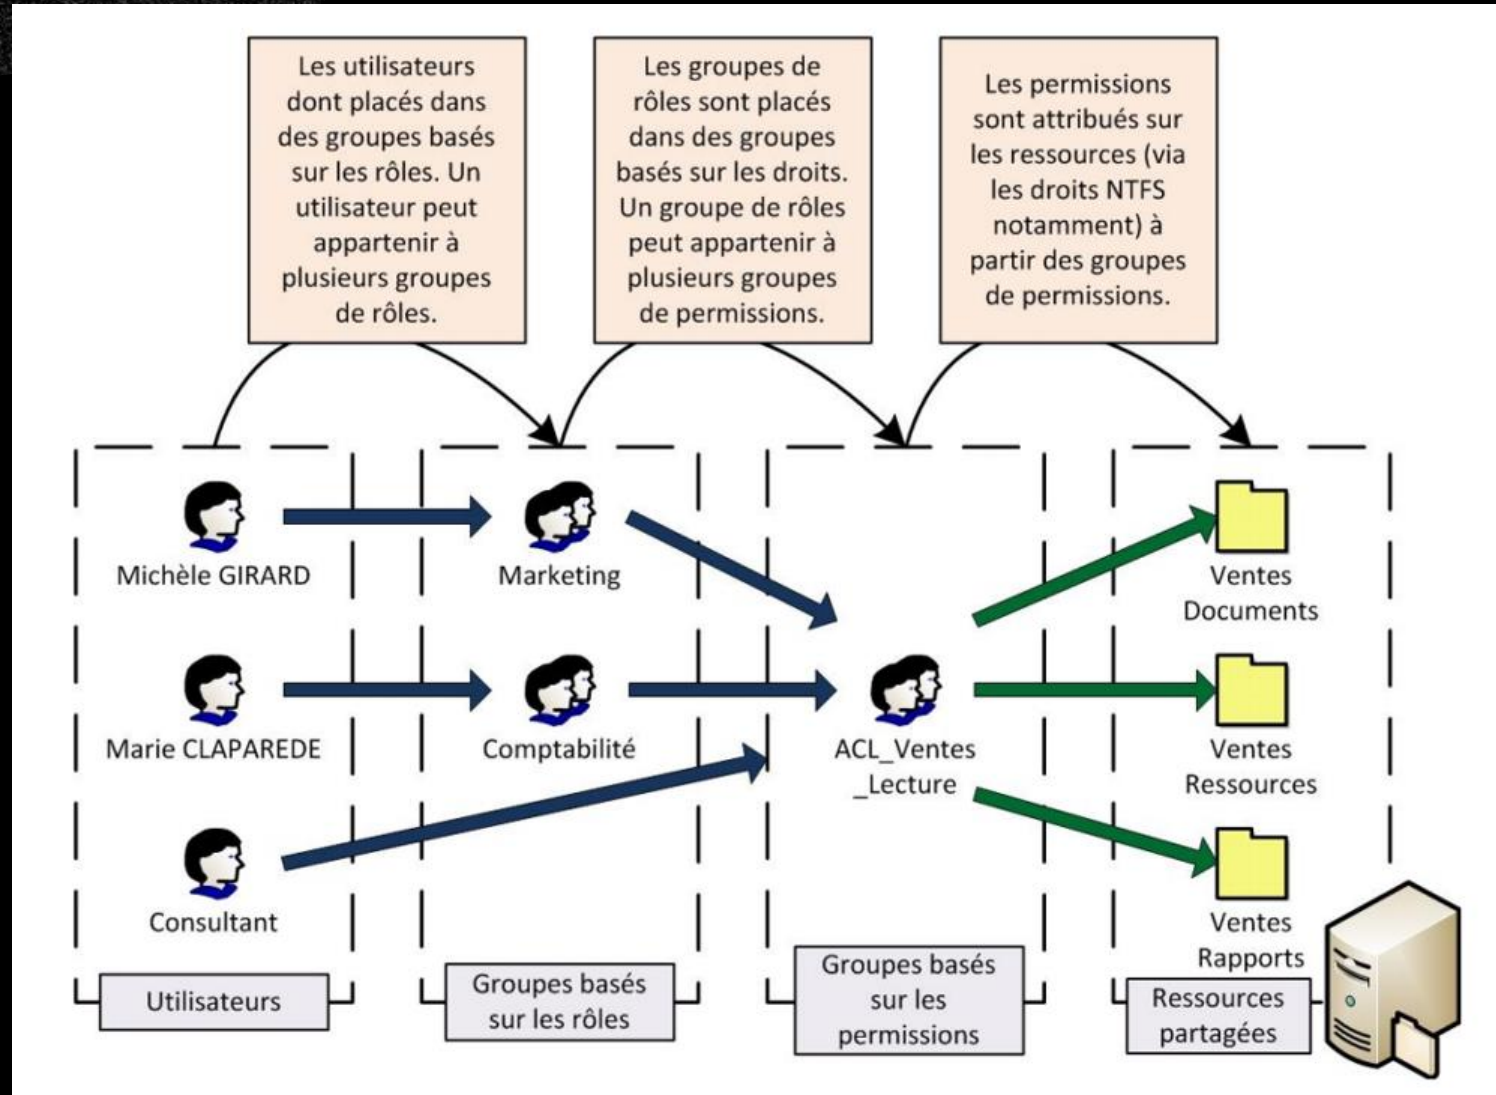 Les utilisateurs
dont placés dans
des groupes basés
sur les rôles. Un
utilisateur peut
appartenir à
plusieurs groupes
de rôles.
Les groupes de
rôles sont placés
dans des groupes
basés sur les droits.
Un groupe de rôles
peut appartenir à
plusieurs groupes
de permissions.
Les permissions
sont attribués sur
les ressources (via
les droits NTFS
notamment) à
partir des groupes
de permissions.
Michèle GIRARD
Marie CLAPAREDE
Consultant
Utilisateurs
Marketing
Comptabilité
Groupes basés
sur les rôles
ACL_Ventes
_Lecture
Groupes basés
sur les
permissions
Ventes
Documents
Ventes
Ressources
Ventes
Rapports
Ressources
partagées